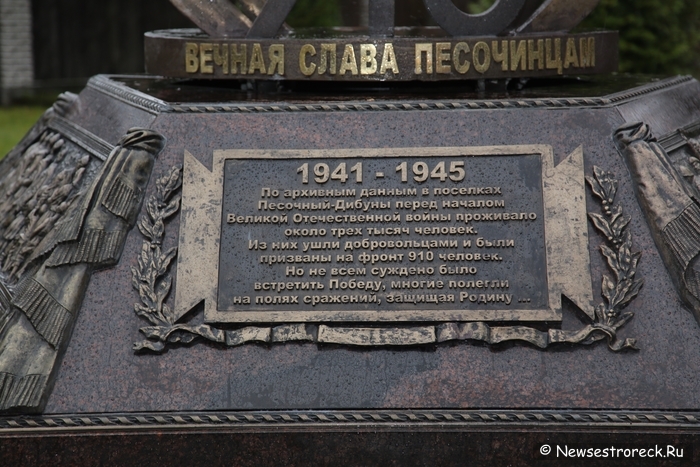 ВЕЧНАЯ СЛАВА ПЕСОЧИНЦАМ
1941 - 1945
По архивным данным в поселках
Песочный-Дибуны перед началом
Великой Отечественной войны проживало
около трех тысяч человек.
Из них ушли добровольцами и были
призваны на фронт 910 человек.
Но не всем суждено было
встретить Победу, многие полегли
на полях сражений, защищая Родину ...
© Newsestroreck.Ru